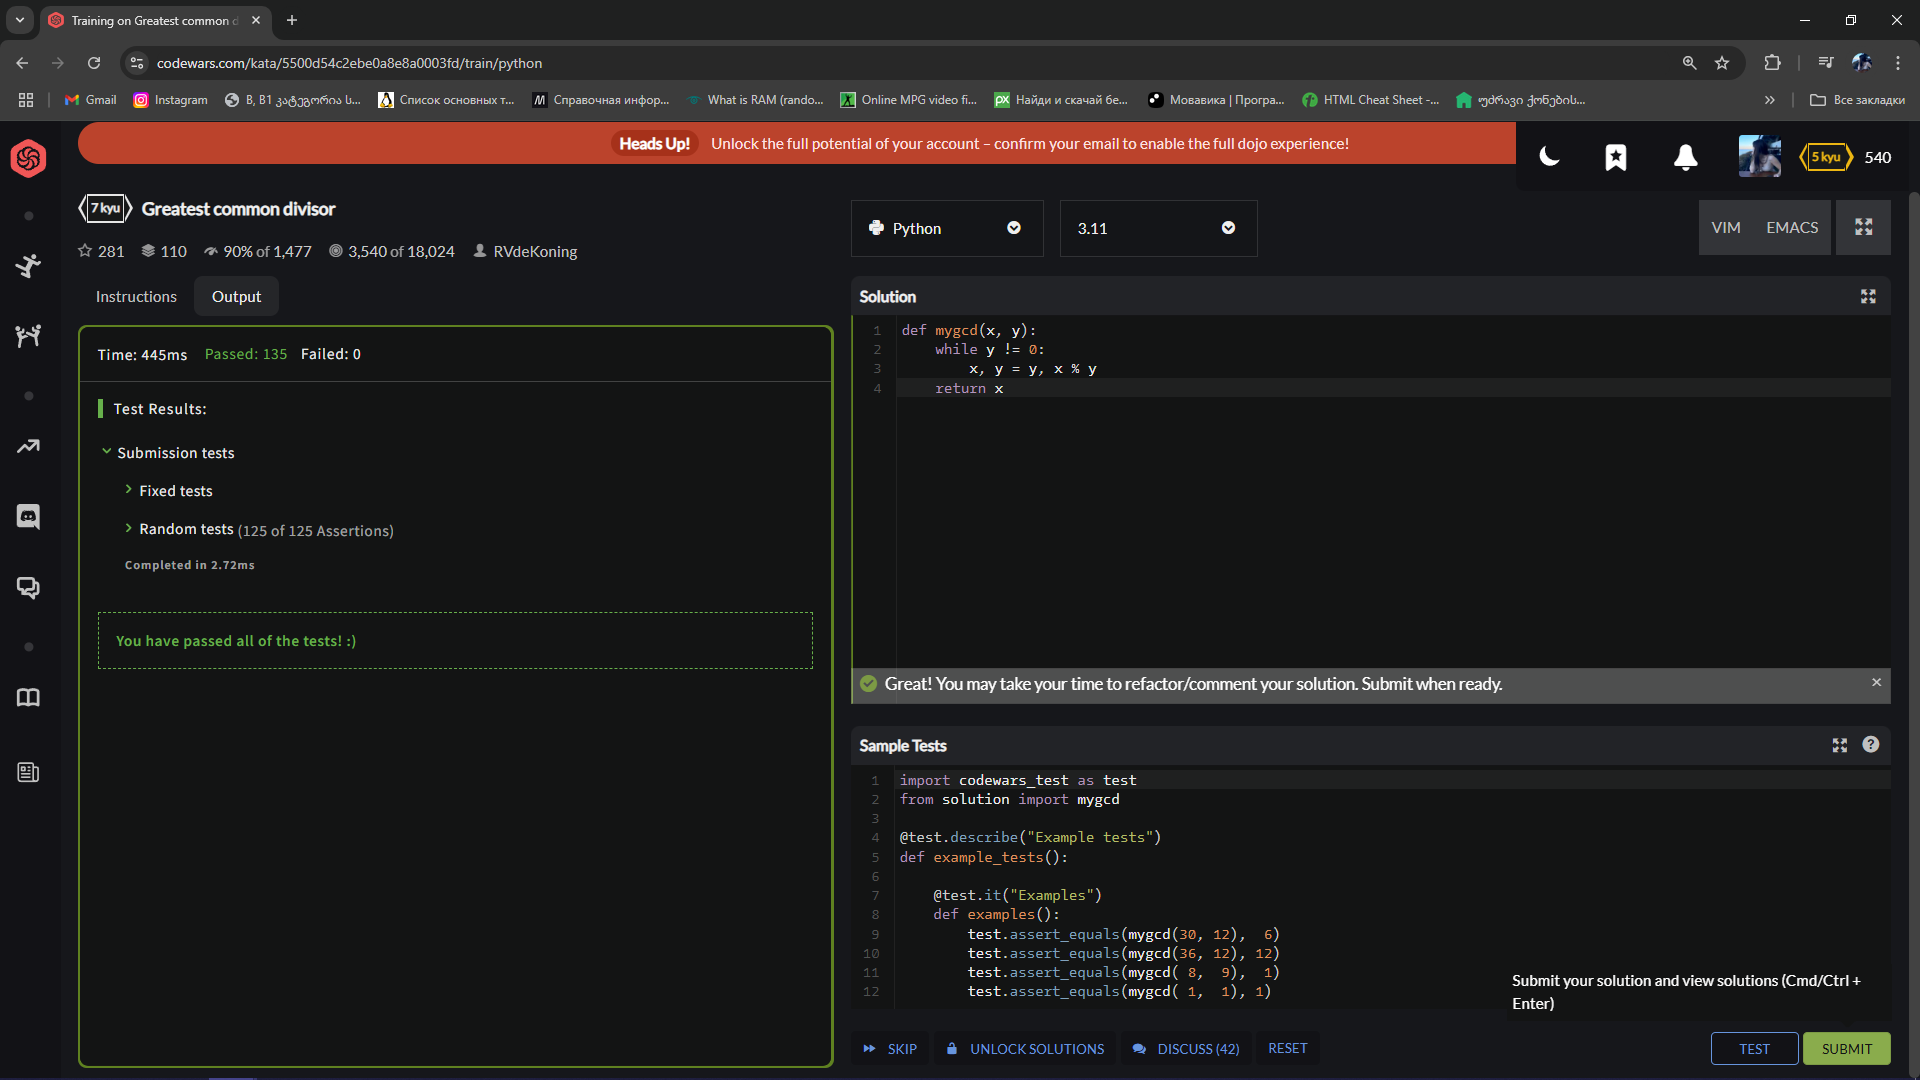 Training on Greatest common d
codewars.com/kata/5500d54c2ebe0a8e8a0003fd/train/python
Gmail
Instagram
B, B1 კატეგორია ს...
Список основных т...
Справочная инфор...
What is RAM (rando...
Online MPG video fi...
Найди и скачай бе...
Мовавика | Програ...
HTML Cheat Sheet -...
უძრავი ქონების...
»
Все закладки
Heads Up! Unlock the full potential of your account – confirm your email to enable the full dojo experience!
5 kyu
540
7 kyu
Greatest common divisor
281
110
90% of 1,477
3,540 of 18,024
RVdeKoning
Python
3.11
VIM
EMACS
Instructions
Output
Time: 445ms Passed: 135 Failed: 0
Test Results:
Submission tests
Fixed tests
Random tests (125 of 125 Assertions)
Completed in 2.72ms
You have passed all of the tests! :)
Solution
1 def mygcd(x, y):
2     while y != 0:
3         x, y = y, x % y
4     return x
Great! You may take your time to refactor/comment your solution. Submit when ready.
Sample Tests
1 import codewars_test as test
2 from solution import mygcd
3
4 @test.describe("Example tests")
5 def example_tests():
6
7     @test.it("Examples")
8     def examples():
9         test.assert_equals(mygcd(30, 12),  6)
10         test.assert_equals(mygcd(36, 12), 12)
11         test.assert_equals(mygcd( 8,  9),  1)
12         test.assert_equals(mygcd( 1,  1), 1)
Submit your solution and view solutions (Cmd/Ctrl +
Enter)
SKIP
UNLOCK SOLUTIONS
DISCUSS (42)
RESET
TEST
SUBMIT